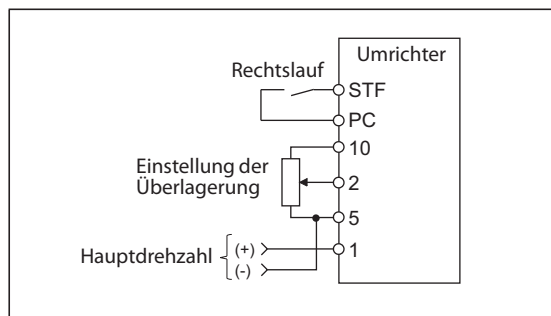 Umrichter
Rechtslauf
STF
PC
10
Einstellung der
Überlagerung
2
5
Hauptdrehzahl
(+)
1
(-)